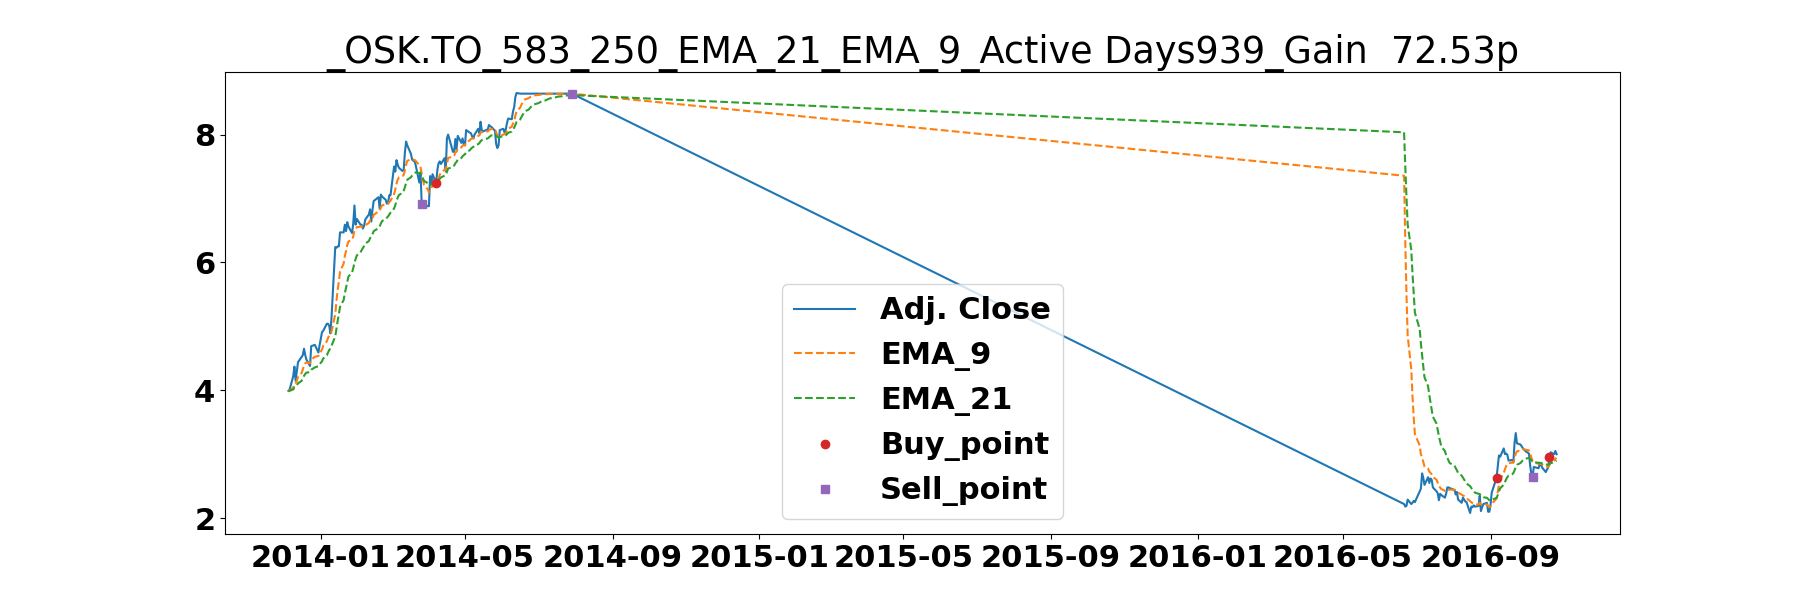 _OSK.TO_583_250_EMA_21_EMA_9_Active Days939_Gain  72.53p
8
6
4
2
Adj. Close
EMA_9
EMA_21
Buy_point
Sell_point
2014-01 2014-05 2014-09 2015-01 2015-05 2015-09 2016-01 2016-05 2016-09